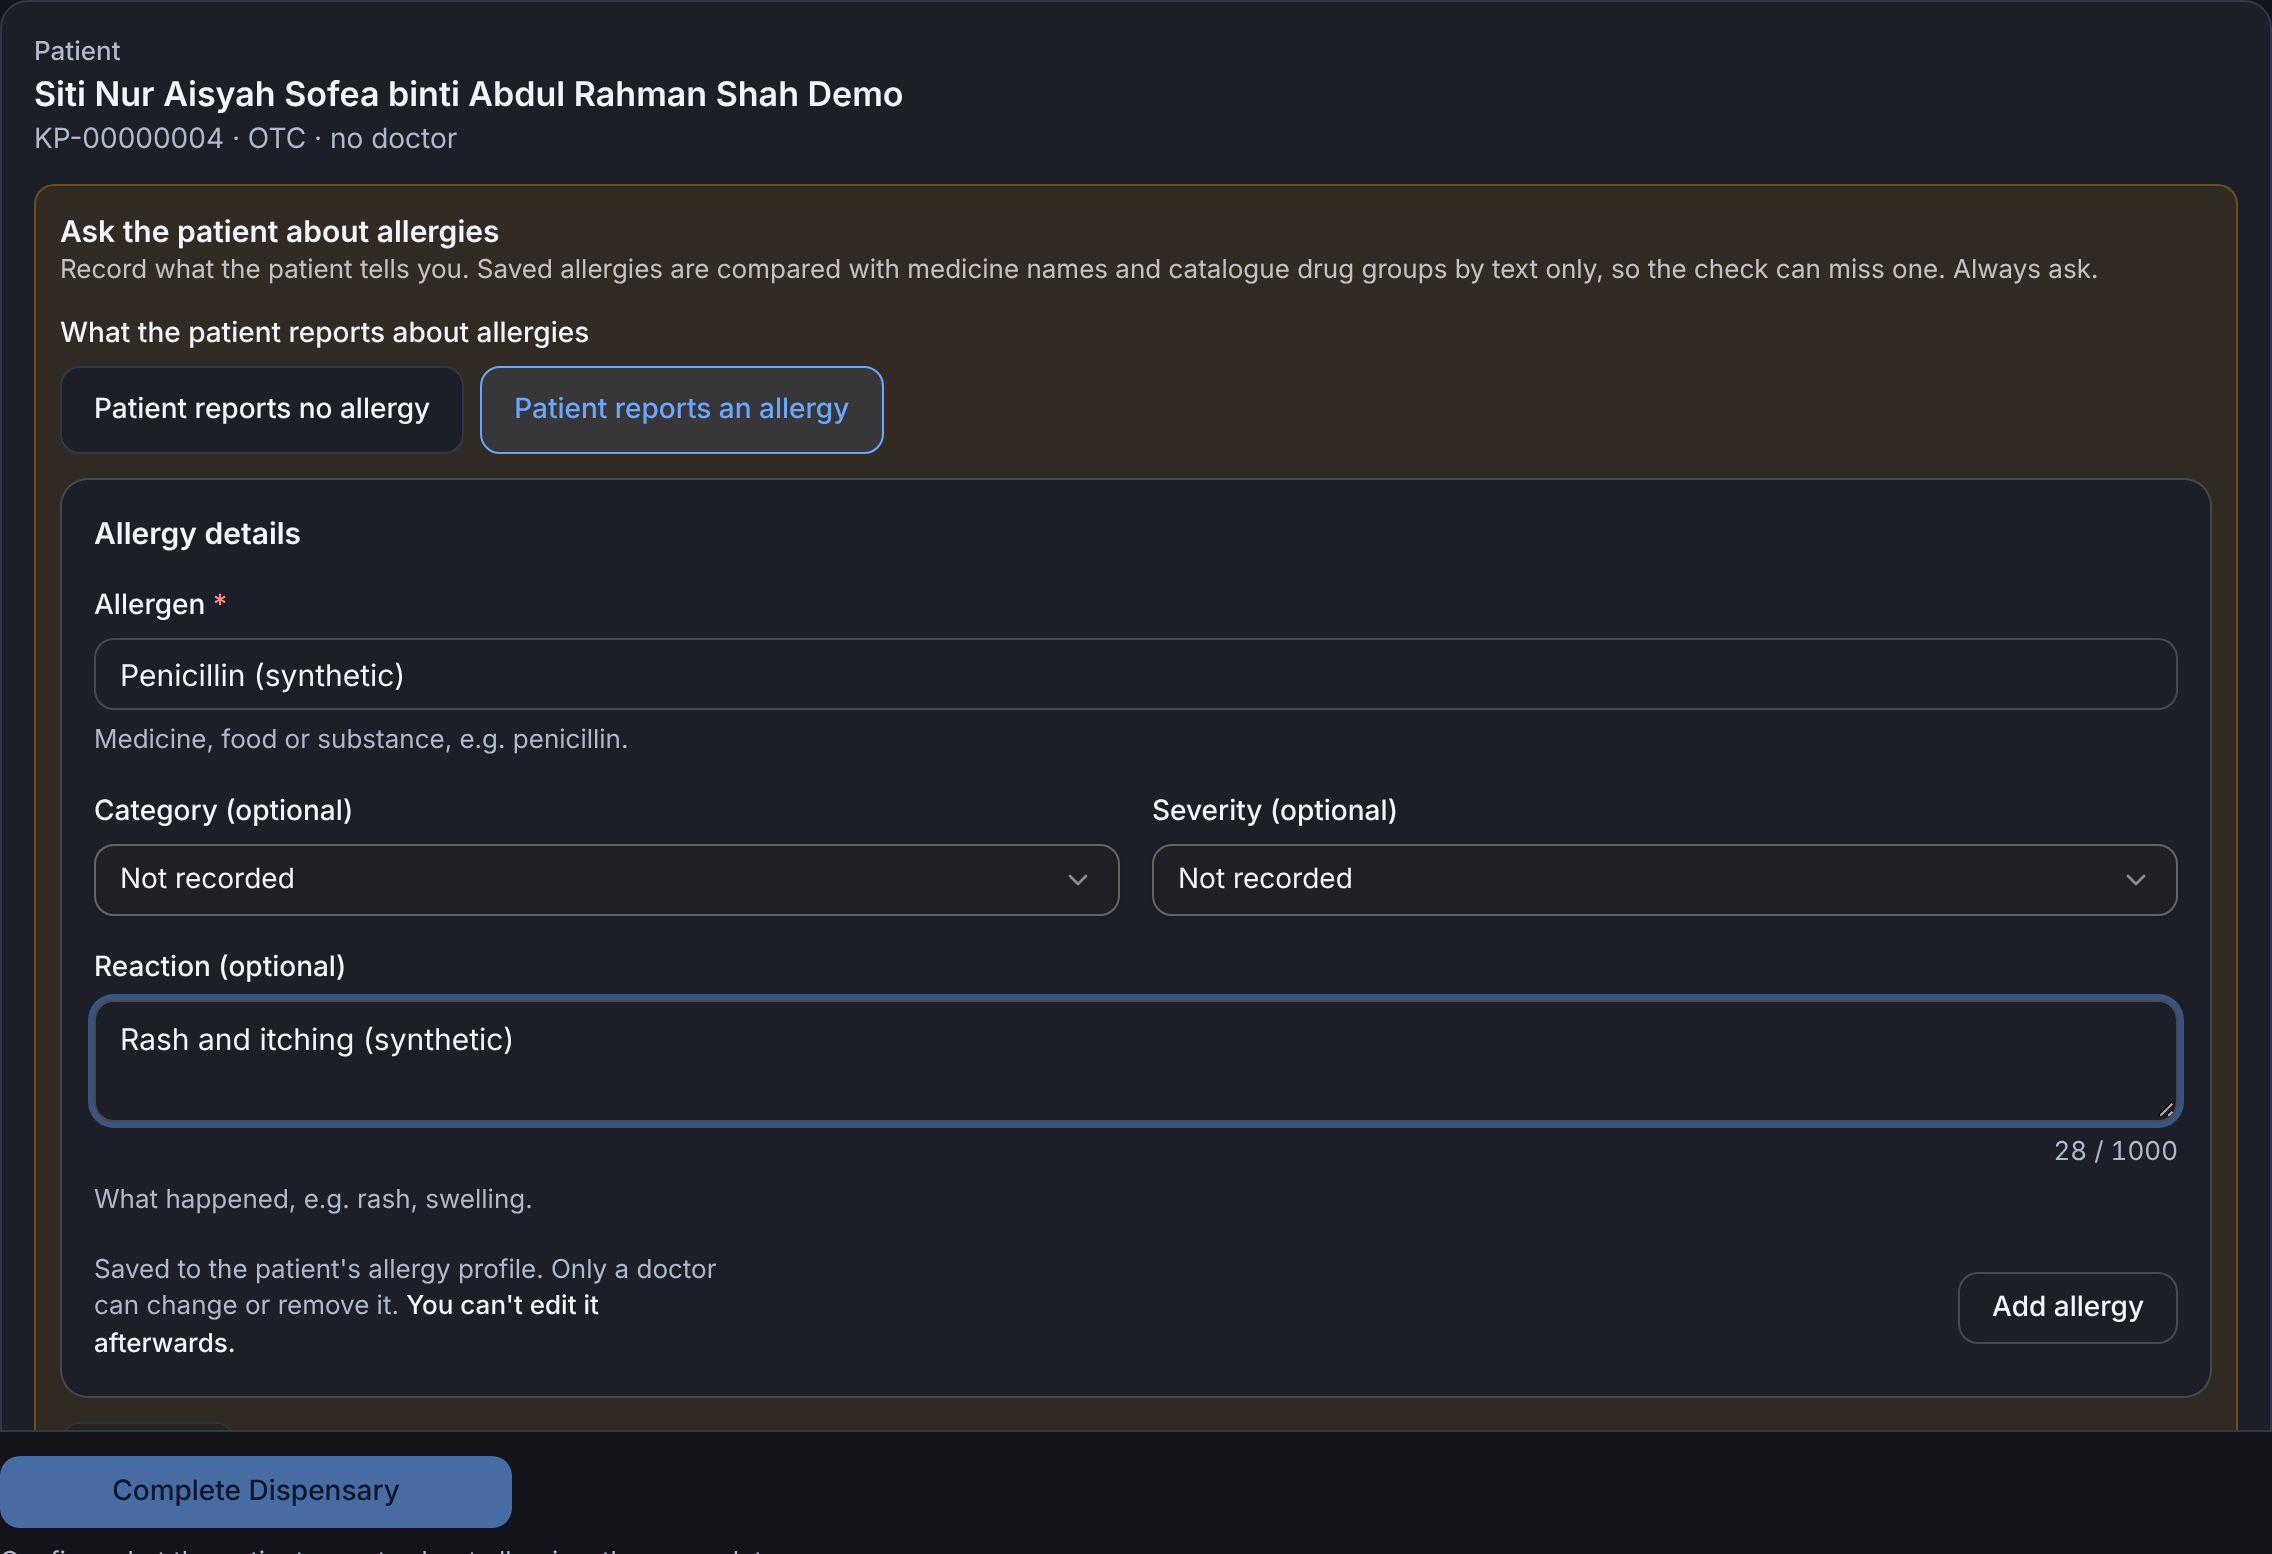 Patient
Siti Nur Aisyah Sofea binti Abdul Rahman Shah Demo
KP-00000004 · OTC · no doctor
Ask the patient about allergies
Record what the patient tells you. Saved allergies are compared with medicine names and catalogue drug groups by text only, so the check can miss one. Always ask.
What the patient reports about allergies
Patient reports no allergy
Patient reports an allergy
Allergy details
Allergen *
Penicillin (synthetic)
Medicine, food or substance, e.g. penicillin.
Category (optional)
Severity (optional)
Not recorded
Not recorded
Reaction (optional)
Rash and itching (synthetic)
28 / 1000
What happened, e.g. rash, swelling.
Saved to the patient's allergy profile. Only a doctor
can change or remove it. You can't edit it
afterwards.
Add allergy
Complete Dispensary